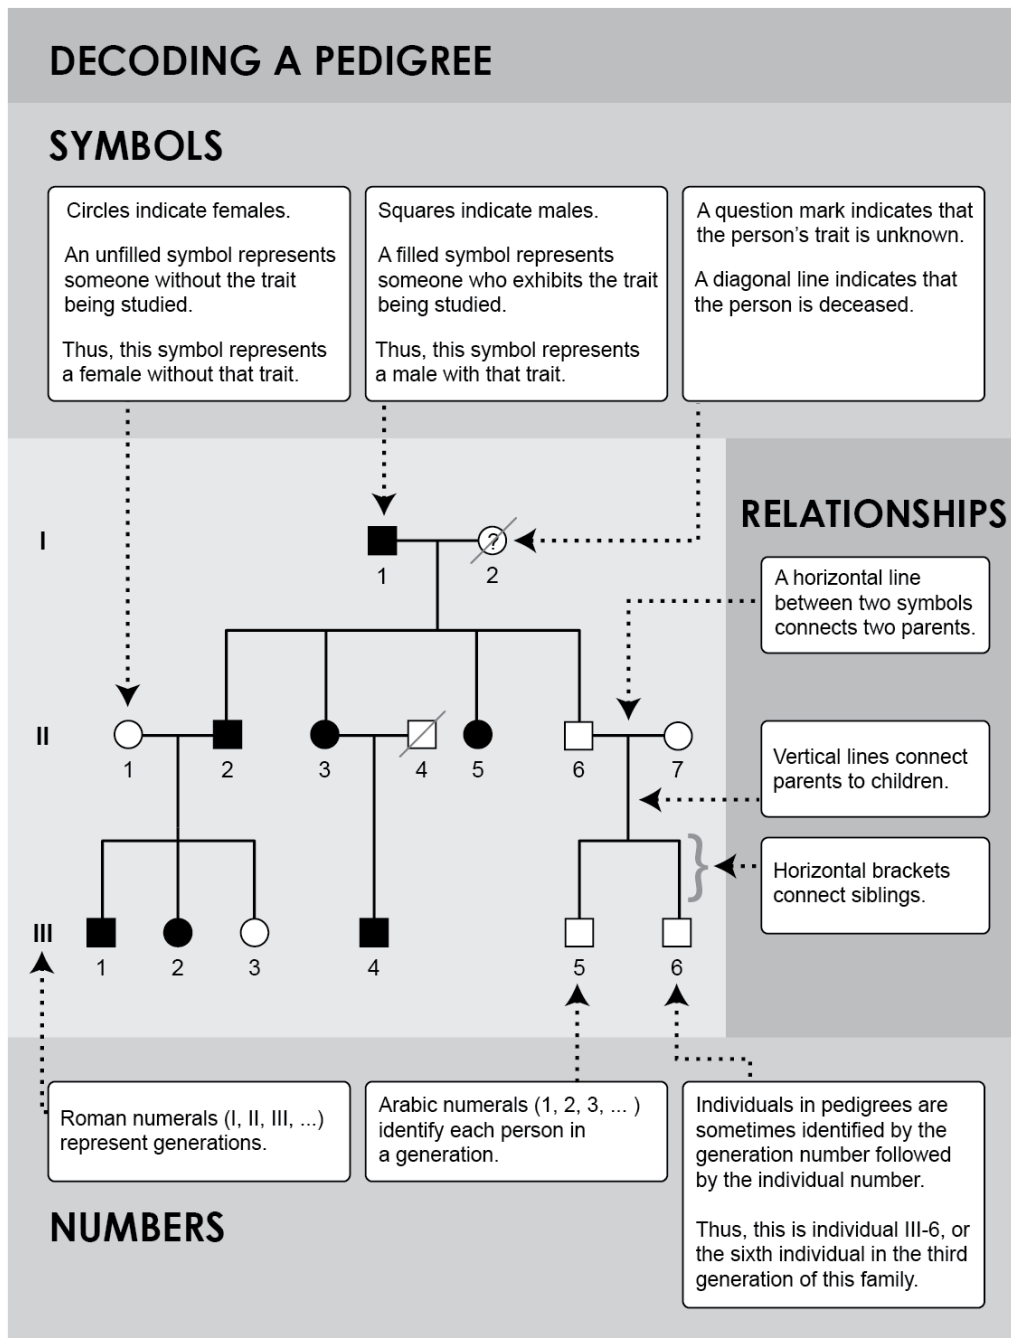 DECODING A PEDIGREE
SYMBOLS
Circles indicate females.
An unfilled symbol represents
someone without the trait
being studied.
Thus, this symbol represents
a female without that trait.
Squares indicate males.
A filled symbol represents
someone who exhibits the trait
being studied.
Thus, this symbol represents
a male with that trait.
A question mark indicates that
the person's trait is unknown.
A diagonal line indicates that
the person is deceased.
RELATIONSHIPS
I
?
1
2
A horizontal line
between two symbols
connects two parents.
II
1
2
3
4
5
6
7
Vertical lines connect
parents to children.
Horizontal brackets
connect siblings.
III
1
2
3
4
5
6
Roman numerals (I, II, III, ...)
represent generations.
Arabic numerals (1, 2, 3, ... )
identify each person in
a generation.
Individuals in pedigrees are
sometimes identified by the
generation number followed
by the individual number.
Thus, this is individual III-6, or
the sixth individual in the third
generation of this family.
NUMBERS